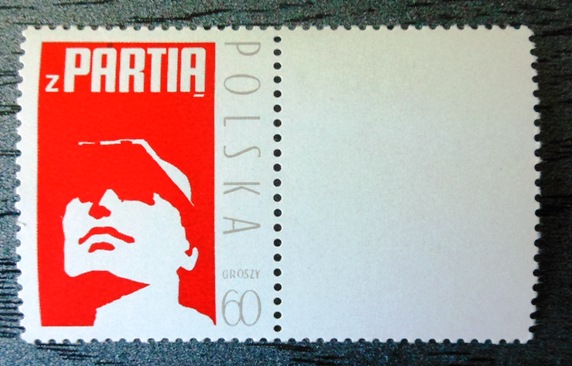 z PARTIĄ
POLSKA
GROSZY
60